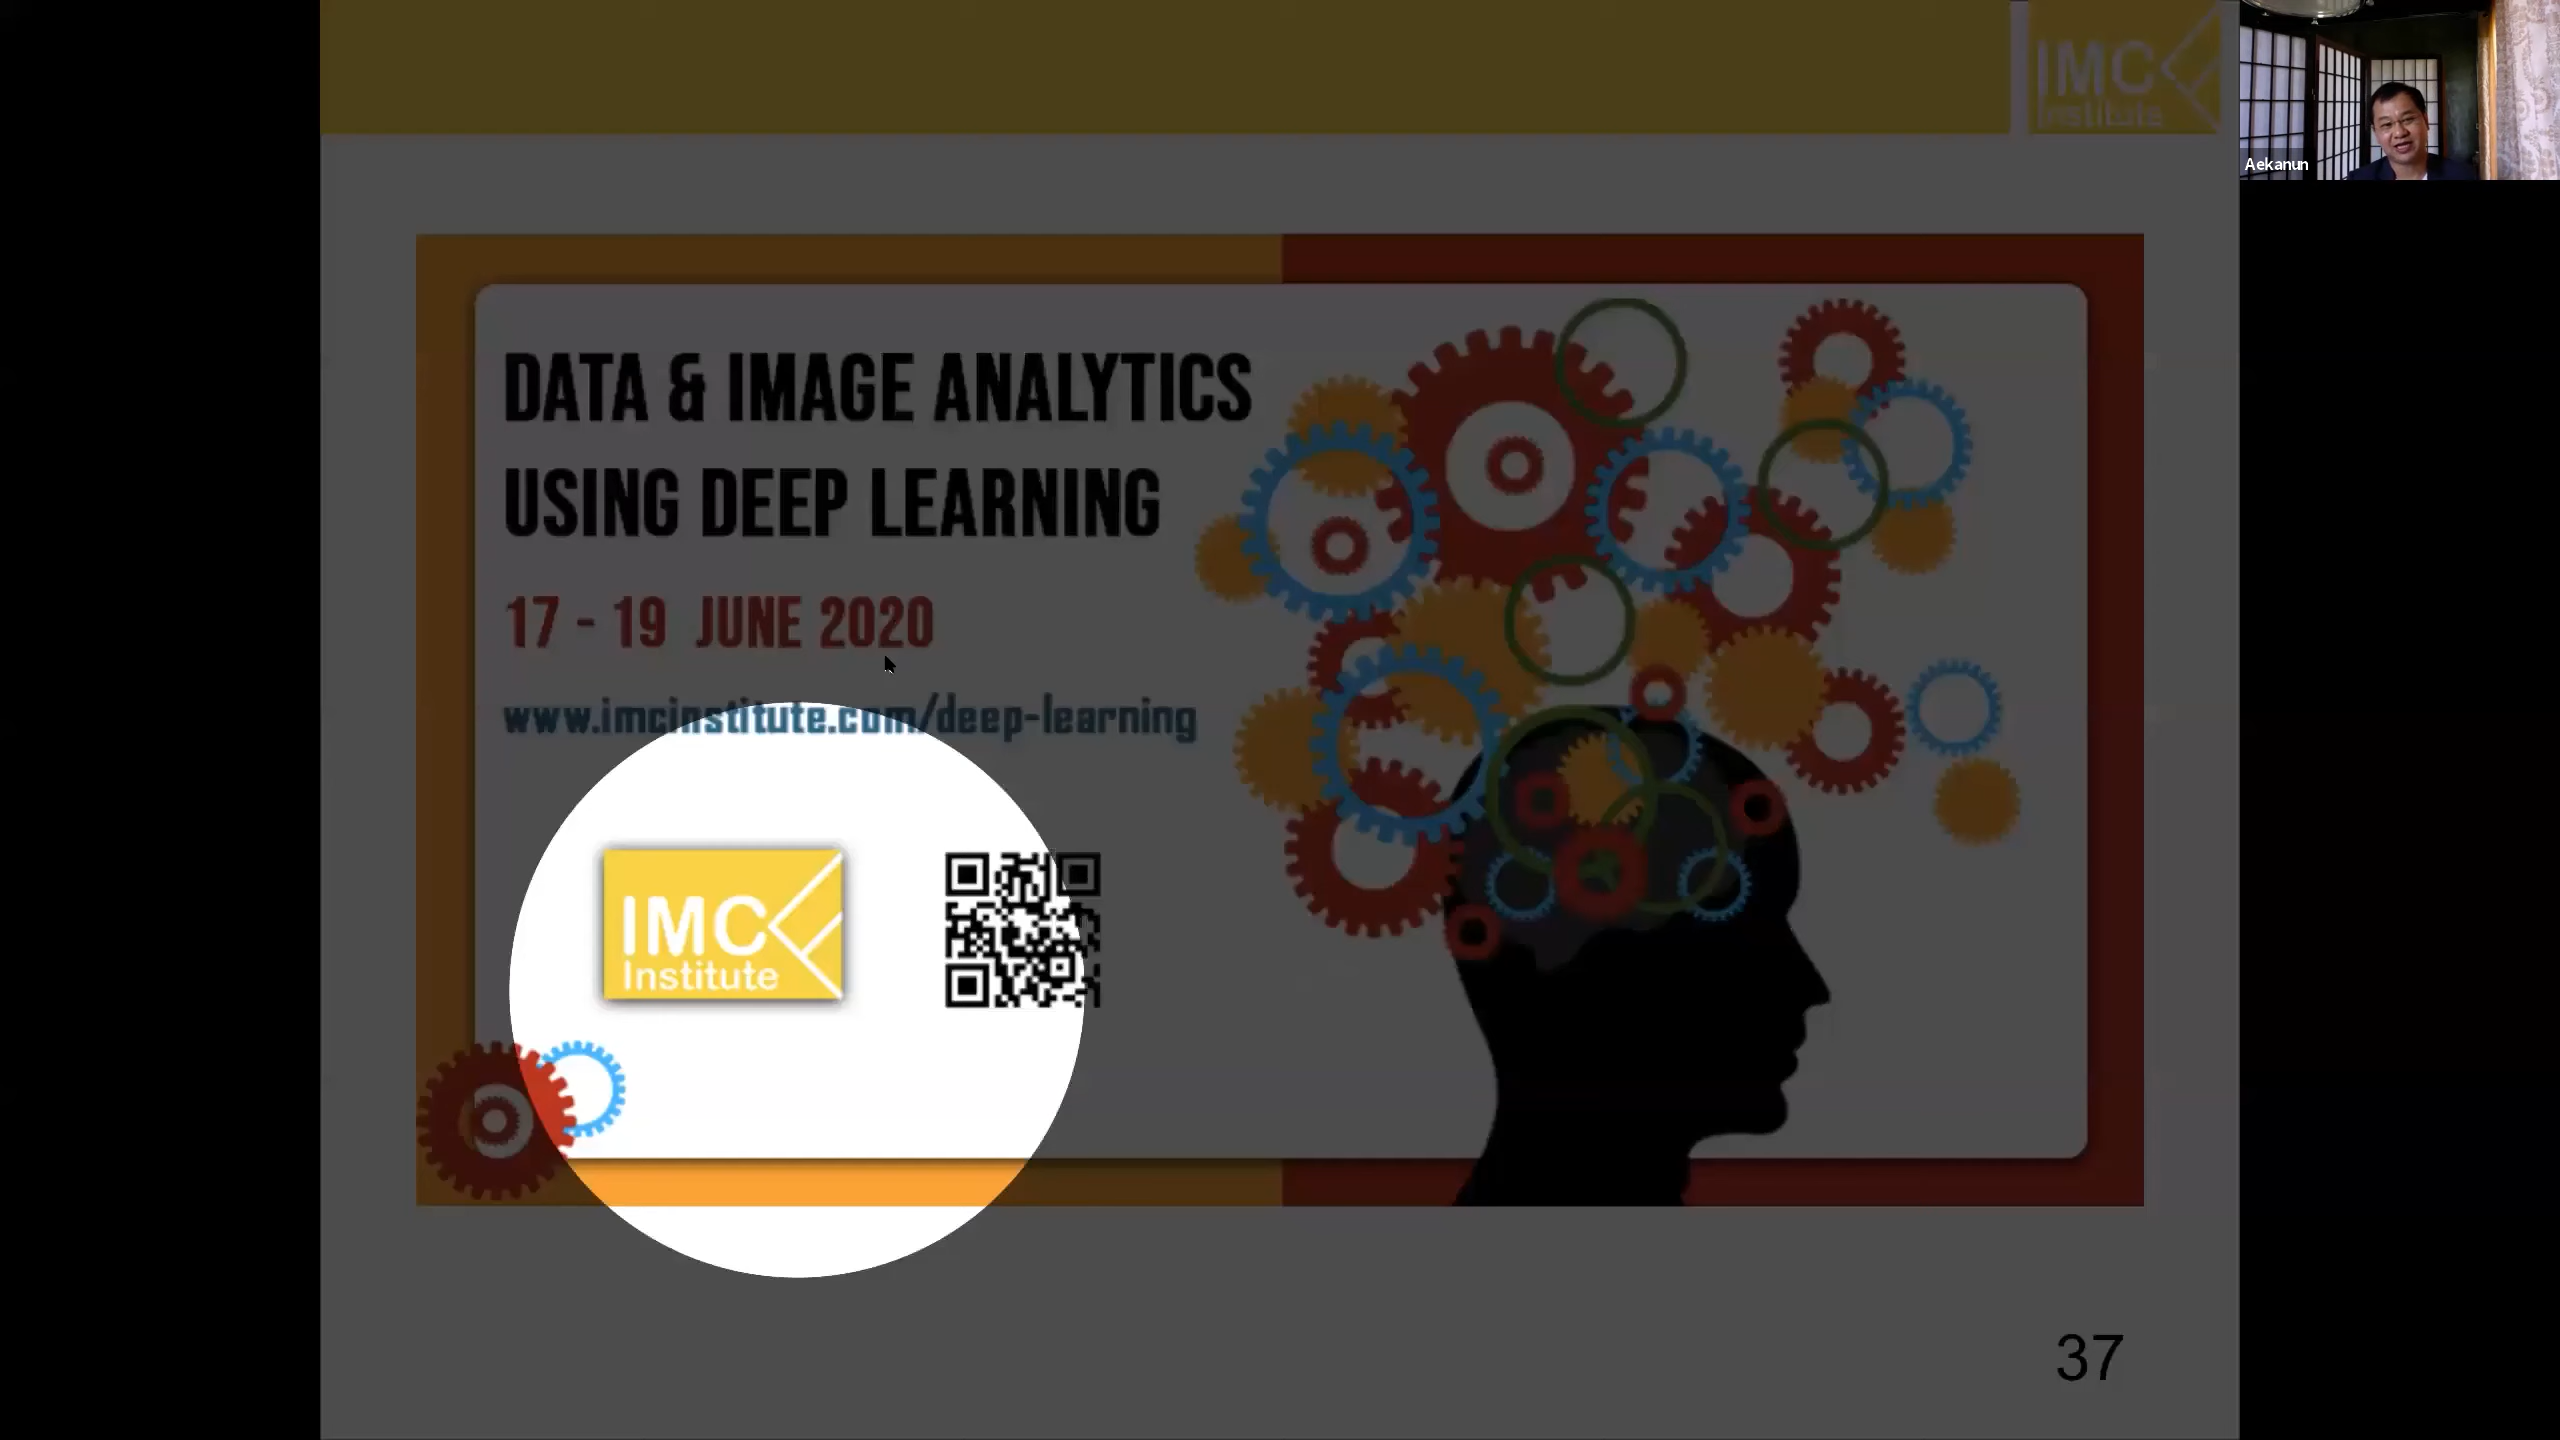 IMC
Institute
Aekanun
DATA & IMAGE ANALYTICS
USING DEEP LEARNING
17 - 19 JUNE 2020
www.imcinstitute.com/deep-learning
IMC
Institute
37